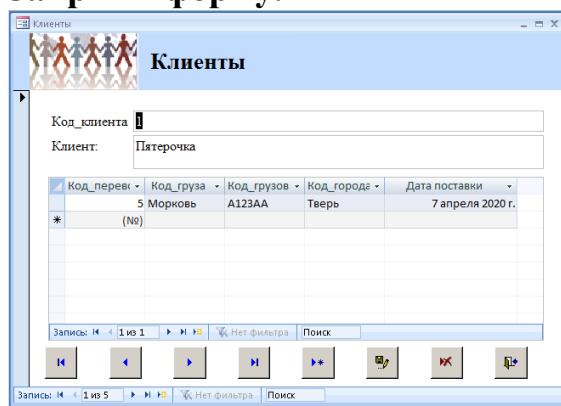 Клиенты
Клиенты
Код_клиента 1
Клиент: Пятерочка
Код_перево Код_груза Код_грузов Код_города Дата поставки
5 Морковь А123АА Тверь 7 апреля 2020 г.
* (№)
Запись: 1 из 1 Нет фильтра Поиск
Запись: 1 из 5 Нет фильтра Поиск